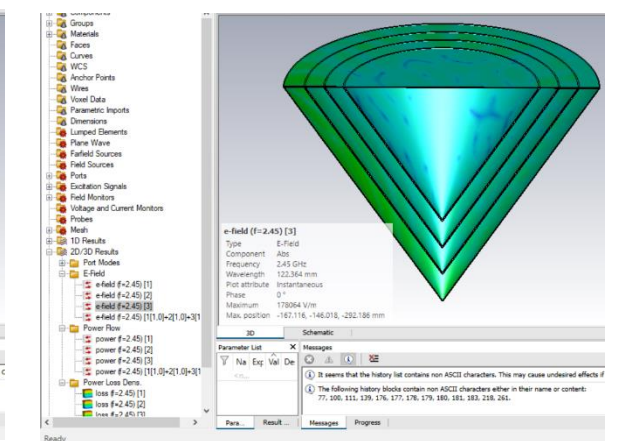 Groups
Materials
Faces
Curves
WCS
Anchor Points
Wires
Voxel Data
Parametric Imports
Dimensions
Lumped Elements
Plane Wave
Farfield Sources
Field Sources
Ports
Excitation Signals
Field Monitors
Voltage and Current Monitors
Probes
Mesh
1D Results
2D/3D Results
Port Modes
E-Field
e-field (f=2.45) [1]
e-field (f=2.45) [2]
e-field (f=2.45) [3]
e-field (f=2.45) [1[1,0]+2[1,0]+3[1
Power Flow
power (f=2.45) [1]
power (f=2.45) [2]
power (f=2.45) [3]
power (f=2.45) [1[1,0]+2[1,0]+3[1
Power Loss Dens.
loss (f=2.45) [1]
loss (f=2.45) [2]
loss (f=2.45) [3]
Ready
e-field (f=2.45) [3]
Type E-Field
Component Abs
Frequency 2.45 GHz
Wavelength 122.364 mm
Plot attribute Instantaneous
Phase 0 °
Maximum 178064 V/m
Max. position -167.116, -146.018, -292.186 mm
3D Schematic
Parameter List X
Na Exp Val De
Para... Result ...
Messages
It seems that the history list contains non ASCII characters. This may cause undesired effects if
The following history blocks contain non ASCII characters either in their name or content:
77, 100, 111, 139, 176, 177, 178, 179, 180, 181, 183, 218, 261.
Messages Progress